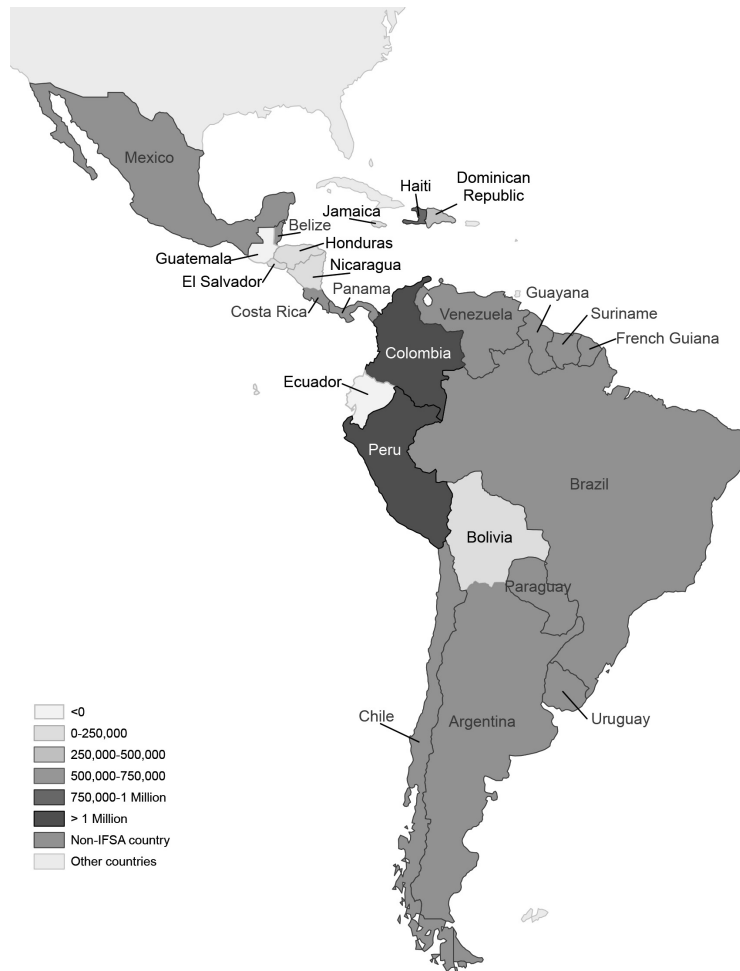 Mexico
Haiti
Dominican
Republic
Jamaica
Belize
Honduras
Guatemala
Nicaragua
El Salvador
Panama
Costa Rica
Guayana
Venezuela
Suriname
French Guiana
Colombia
Ecuador
Peru
Brazil
Bolivia
Paraguay
Chile
Argentina
Uruguay
<0
0-250,000
250,000-500,000
500,000-750,000
750,000-1 Million
> 1 Million
Non-IFSA country
Other countries